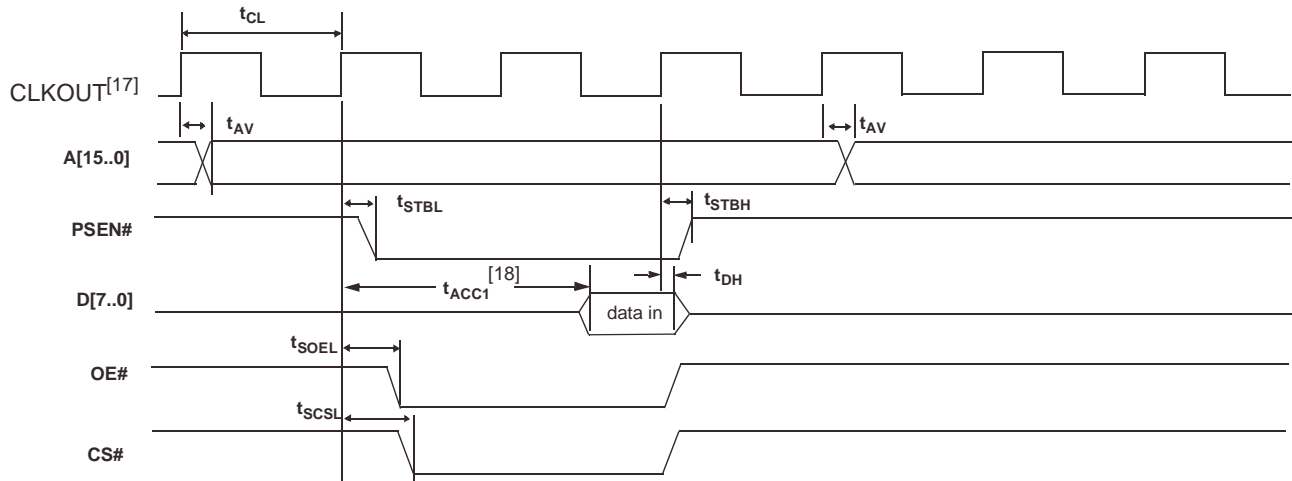 tCL
CLKOUT[17]
tAV
tAV
A[15..0]
tSTBL
tSTBH
PSEN#
[18]
tDH
tACC1
D[7..0]
data in
tSOEL
OE#
tSCSL
CS#